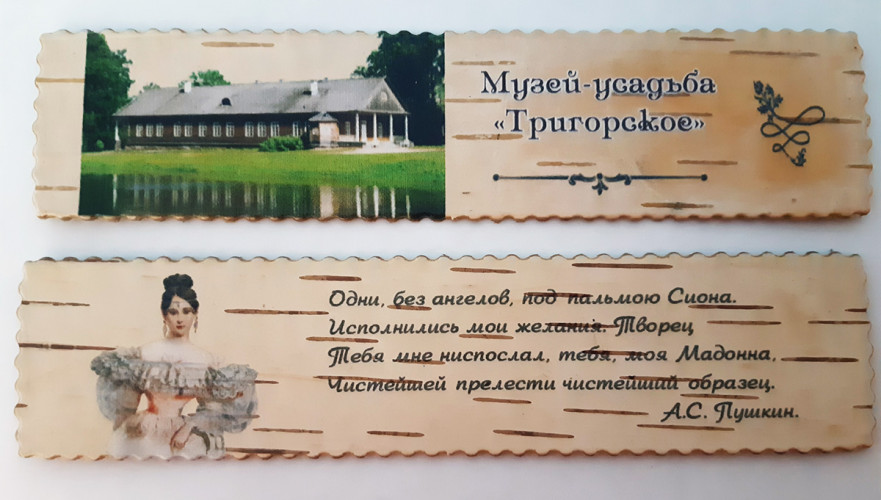 Музей-усадьба
«Тригорское»
Одни, без ангелов, под пальмою Сиона.
Исполнились мои желания. Творец
Тебя мне ниспослал, тебя, моя Мадонна,
Чистейшей прелести чистейший образец.
А.С. Пушкин.